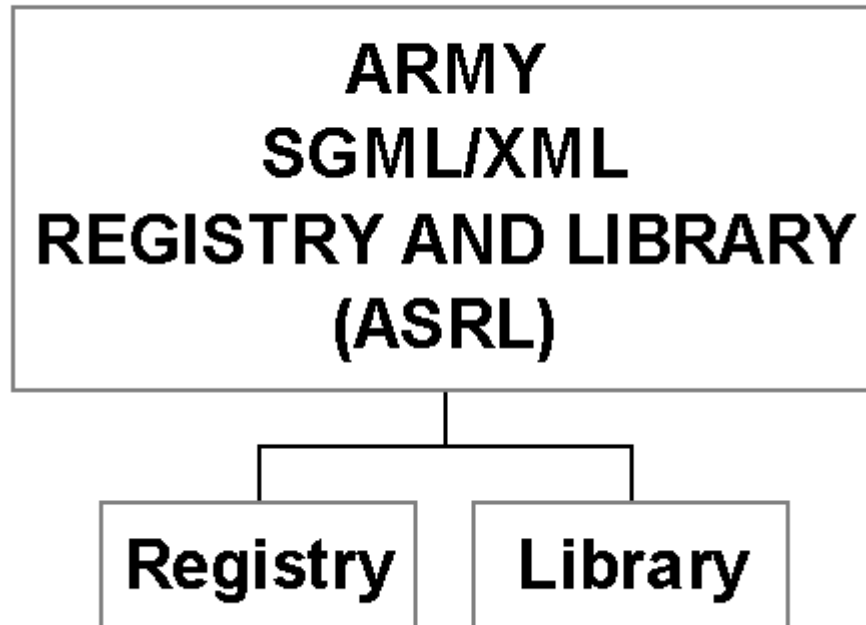 ARMY
SGML/XML
REGISTRY AND LIBRARY
(ASRL)
Registry
Library